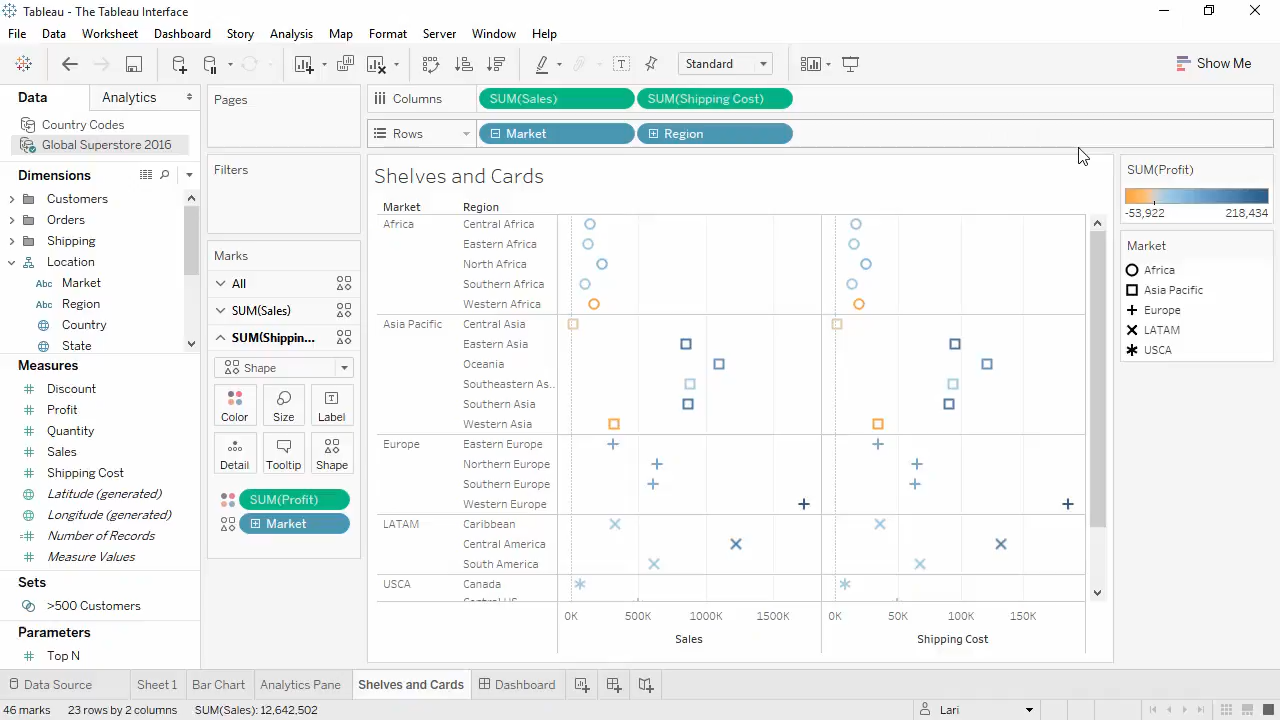 Tableau - The Tableau Interface
File Data Worksheet Dashboard Story Analysis Map Format Server Window Help
Standard
Show Me
Data
Analytics
Country Codes
Global Superstore 2016
Dimensions
Customers
Orders
Shipping
Location
Abc Market
Abc Region
Country
State
Measures
Discount
Profit
Quantity
Sales
Shipping Cost
Latitude (generated)
Longitude (generated)
Number of Records
Measure Values
Sets
>500 Customers
Parameters
Top N
Pages
Filters
Marks
All
SUM(Sales)
SUM(Shippin...
Shape
Color Size Label
Detail Tooltip Shape
SUM(Profit)
Market
Columns SUM(Sales) SUM(Shipping Cost)
Rows Market Region
Shelves and Cards
Market Region
Africa Central Africa
Eastern Africa
North Africa
Southern Africa
Western Africa
Asia Pacific Central Asia
Eastern Asia
Oceania
Southeastern As..
Southern Asia
Western Asia
Europe Eastern Europe
Northern Europe
Southern Europe
Western Europe
LATAM Caribbean
Central America
South America
USCA Canada
Central US
0K 500K 1000K 1500K 0K 50K 100K 150K
Sales Shipping Cost
SUM(Profit)
-53,922 218,434
Market
Africa
Asia Pacific
Europe
LATAM
USCA
Data Source Sheet 1 Bar Chart Analytics Pane Shelves and Cards Dashboard
46 marks 23 rows by 2 columns SUM(Sales): 12,642,502 Lari